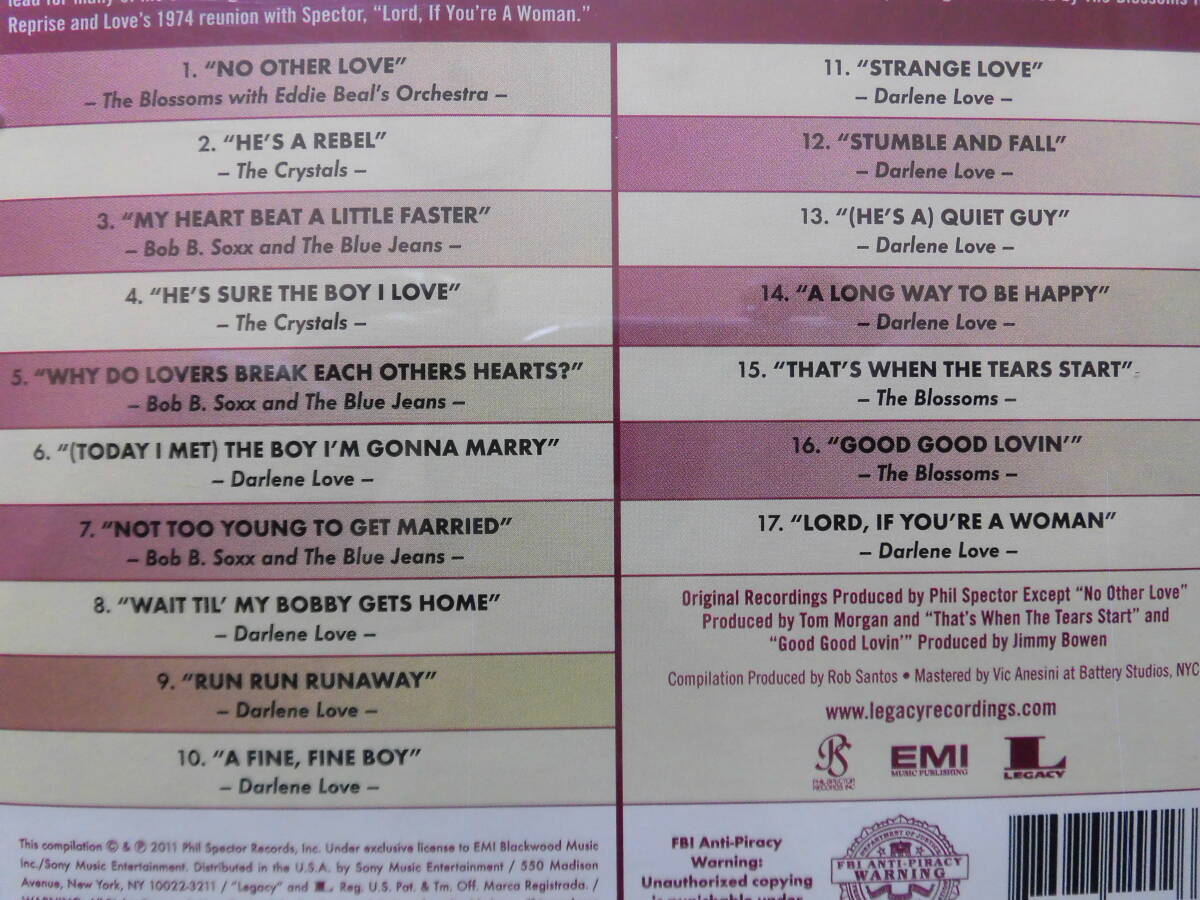 Reprise and Love's 1974 reunion with Spector, "Lord, If You're A Woman."
1. "NO OTHER LOVE"
– The Blossoms with Eddie Beal's Orchestra –
2. "HE'S A REBEL"
– The Crystals –
3. "MY HEART BEAT A LITTLE FASTER"
– Bob B. Soxx and The Blue Jeans –
4. "HE'S SURE THE BOY I LOVE"
– The Crystals –
5. "WHY DO LOVERS BREAK EACH OTHERS HEARTS?"
– Bob B. Soxx and The Blue Jeans –
6. "(TODAY I MET) THE BOY I'M GONNA MARRY"
– Darlene Love –
7. "NOT TOO YOUNG TO GET MARRIED"
– Bob B. Soxx and The Blue Jeans –
8. "WAIT TIL' MY BOBBY GETS HOME"
– Darlene Love –
9. "RUN RUN RUNAWAY"
– Darlene Love –
10. "A FINE, FINE BOY"
– Darlene Love –
11. "STRANGE LOVE"
– Darlene Love –
12. "STUMBLE AND FALL"
– Darlene Love –
13. "(HE'S A) QUIET GUY"
– Darlene Love –
14. "A LONG WAY TO BE HAPPY"
– Darlene Love –
15. "THAT'S WHEN THE TEARS START"
– The Blossoms –
16. "GOOD GOOD LOVIN'"
– The Blossoms –
17. "LORD, IF YOU'RE A WOMAN"
– Darlene Love –
Original Recordings Produced by Phil Spector Except "No Other Love"
Produced by Tom Morgan and "That's When The Tears Start" and
"Good Good Lovin'" Produced by Jimmy Bowen
Compilation Produced by Rob Santos • Mastered by Vic Anesini at Battery Studios, NYC
www.legacyrecordings.com
PS EMI L
PHIL SPECTOR RECORDS INC MUSIC PUBLISHING LEGACY
This compilation © & ℗ 2011 Phil Spector Records, Inc. Under exclusive license to EMI Blackwood Music
Inc./Sony Music Entertainment. Distributed in the U.S.A. by Sony Music Entertainment / 550 Madison
Avenue, New York, NY 10022-3211 / "Legacy" and L Reg. U.S. Pat. & Tm. Off. Marca Registrada. /
FBI Anti-Piracy
Warning:
Unauthorized copying
is punishable under
DEPARTMENT OF JUSTICE
FBI ANTI-PIRACY
WARNING